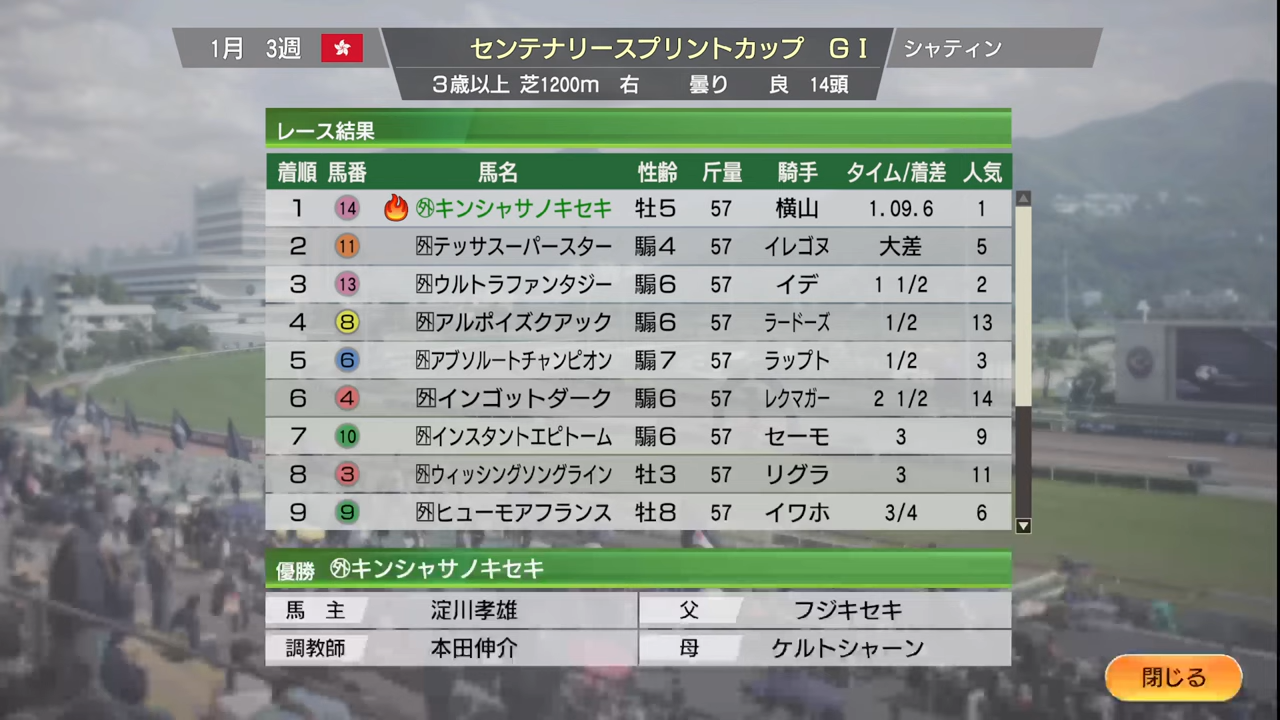 1月 3週 センテナリースプリントカップ GⅠ シャティン
3歳以上 芝1200m 右 曇り 良 14頭
レース結果
着順 馬番 馬名 性齢 斤量 騎手 タイム/着差 人気
1 14 外キンシャサノキセキ 牡5 57 横山 1.09.6 1
2 11 外テッサスーパースター 騸4 57 イレゴヌ 大差 5
3 13 外ウルトラファンタジー 騸6 57 イデ 1 1/2 2
4 8 外アルポイズクアック 騸6 57 ラードーズ 1/2 13
5 6 外アブソルートチャンピオン 騸7 57 ラップト 1/2 3
6 4 外インゴットダーク 騸6 57 レクマガー 2 1/2 14
7 10 外インスタントエピトーム 騸6 57 セーモ 3 9
8 3 外ウィッシングソングライン 牡3 57 リグラ 3 11
9 9 外ヒューモアフランス 牡8 57 イワホ 3/4 6
優勝 外キンシャサノキセキ
馬主 淀川孝雄 父 フジキセキ
調教師 本田伸介 母 ケルトシャーン
閉じる